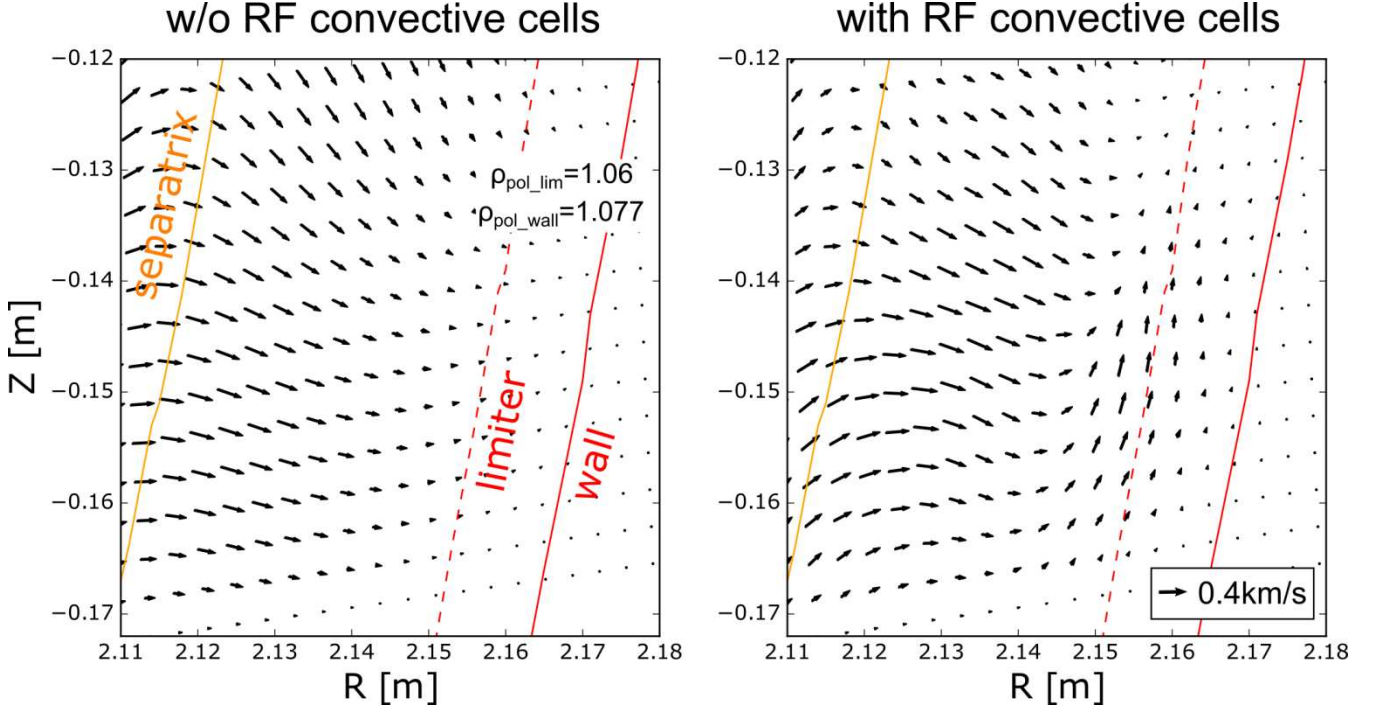 w/o RF convective cells
−0.12
−0.13
−0.14
−0.15
−0.16
−0.17
Z [m]
separatrix
ρpol_lim=1.06
ρpol_wall=1.077
limiter
wall
2.11 2.12 2.13 2.14 2.15 2.16 2.17 2.18
R [m]
with RF convective cells
−0.12
−0.13
−0.14
−0.15
−0.16
−0.17
0.4km/s
2.11 2.12 2.13 2.14 2.15 2.16 2.17 2.18
R [m]